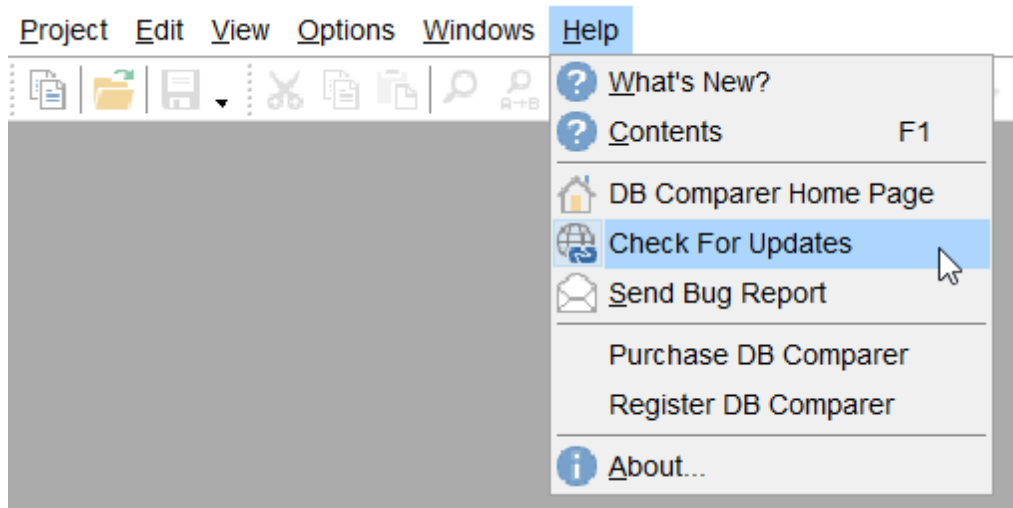 Project Edit View Options Windows Help
A→B
What's New?
Contents F1
DB Comparer Home Page
Check For Updates
Send Bug Report
Purchase DB Comparer
Register DB Comparer
About...